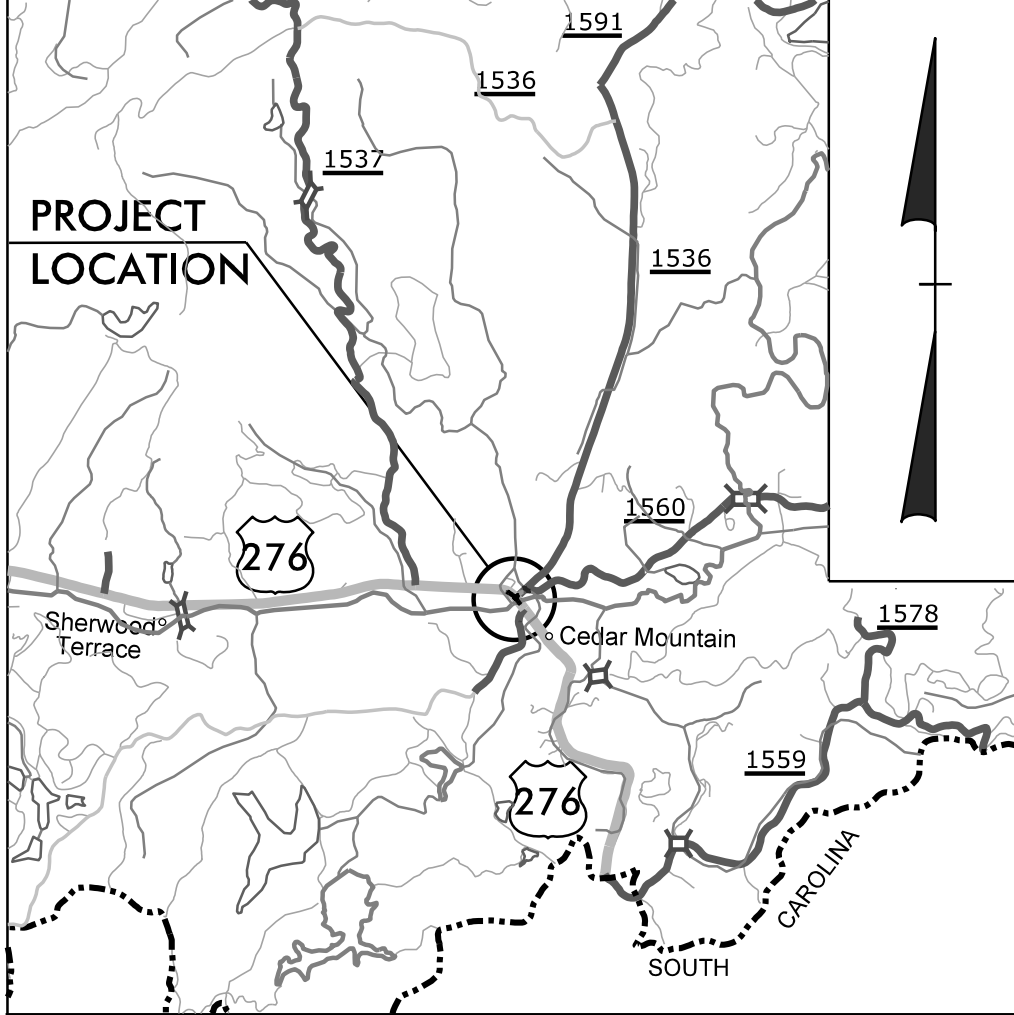 1591
1536
1537
PROJECT
LOCATION
1536
1560
276
Sherwood
Terrace
Cedar Mountain
1578
1559
276
CAROLINA
SOUTH